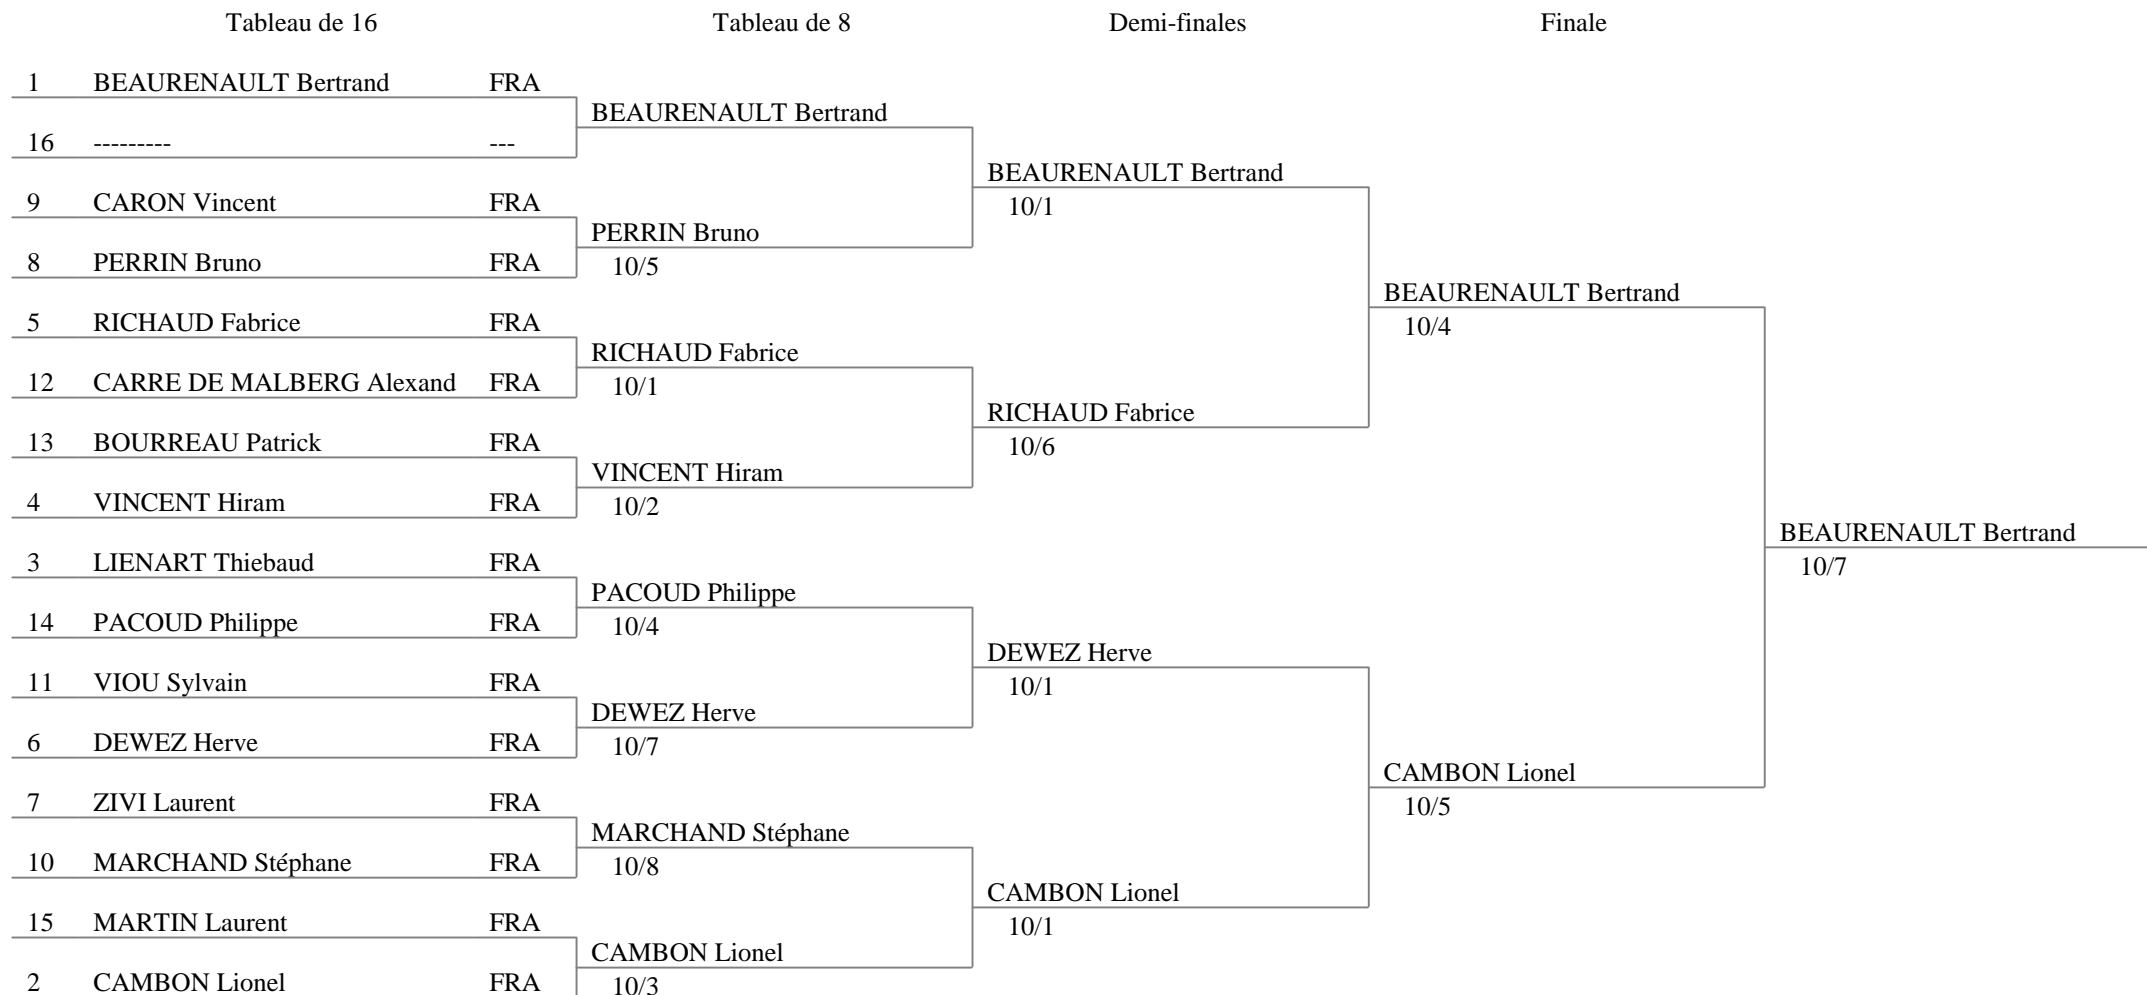 Tableau de 16 Tableau de 8 Demi-finales Finale
1 BEAURENAULT Bertrand FRA
BEAURENAULT Bertrand
16 --------- ---
BEAURENAULT Bertrand
10/1
9 CARON Vincent FRA
PERRIN Bruno
10/5
8 PERRIN Bruno FRA
BEAURENAULT Bertrand
10/4
5 RICHAUD Fabrice FRA
RICHAUD Fabrice
10/1
12 CARRE DE MALBERG Alexand FRA
RICHAUD Fabrice
10/6
13 BOURREAU Patrick FRA
VINCENT Hiram
10/2
4 VINCENT Hiram FRA
BEAURENAULT Bertrand
10/7
3 LIENART Thiebaud FRA
PACOUD Philippe
10/4
14 PACOUD Philippe FRA
DEWEZ Herve
10/1
11 VIOU Sylvain FRA
DEWEZ Herve
10/7
6 DEWEZ Herve FRA
CAMBON Lionel
10/5
7 ZIVI Laurent FRA
MARCHAND Stéphane
10/8
10 MARCHAND Stéphane FRA
CAMBON Lionel
10/1
15 MARTIN Laurent FRA
CAMBON Lionel
10/3
2 CAMBON Lionel FRA